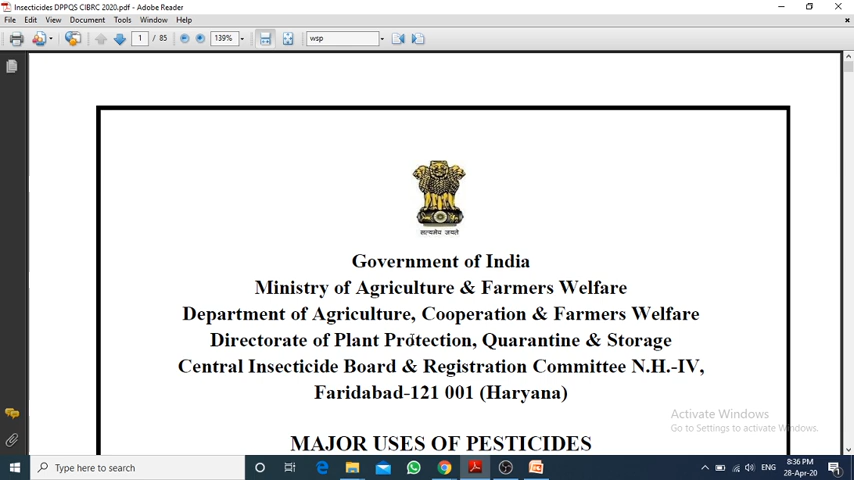 Insecticides DPPQS CIBRC 2020.pdf - Adobe Reader
File Edit View Document Tools Window Help
1 / 85 139% wsp
सत्यमेव जयते
Government of India
Ministry of Agriculture & Farmers Welfare
Department of Agriculture, Cooperation & Farmers Welfare
Directorate of Plant Protection, Quarantine & Storage
Central Insecticide Board & Registration Committee N.H.-IV,
Faridabad-121 001 (Haryana)
MAJOR USES OF PESTICIDES
Activate Windows
Go to Settings to activate Windows.
Type here to search
ENG
8:36 PM
28-Apr-20
1